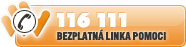 116 111
BEZPLATNÁ LINKA POMOCI